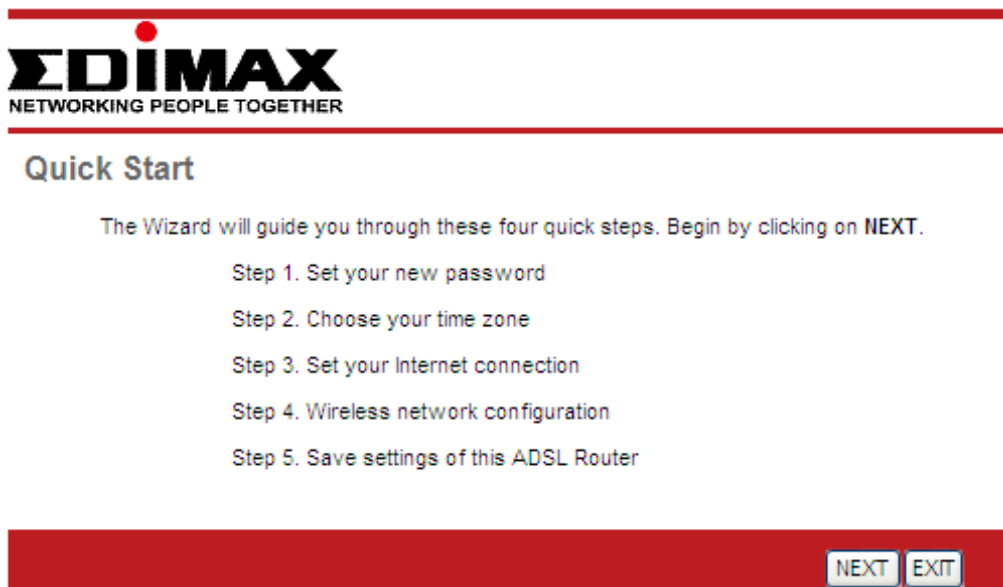 EDIMAX
NETWORKING PEOPLE TOGETHER
Quick Start
The Wizard will guide you through these four quick steps. Begin by clicking on NEXT.
Step 1. Set your new password
Step 2. Choose your time zone
Step 3. Set your Internet connection
Step 4. Wireless network configuration
Step 5. Save settings of this ADSL Router
NEXT EXIT